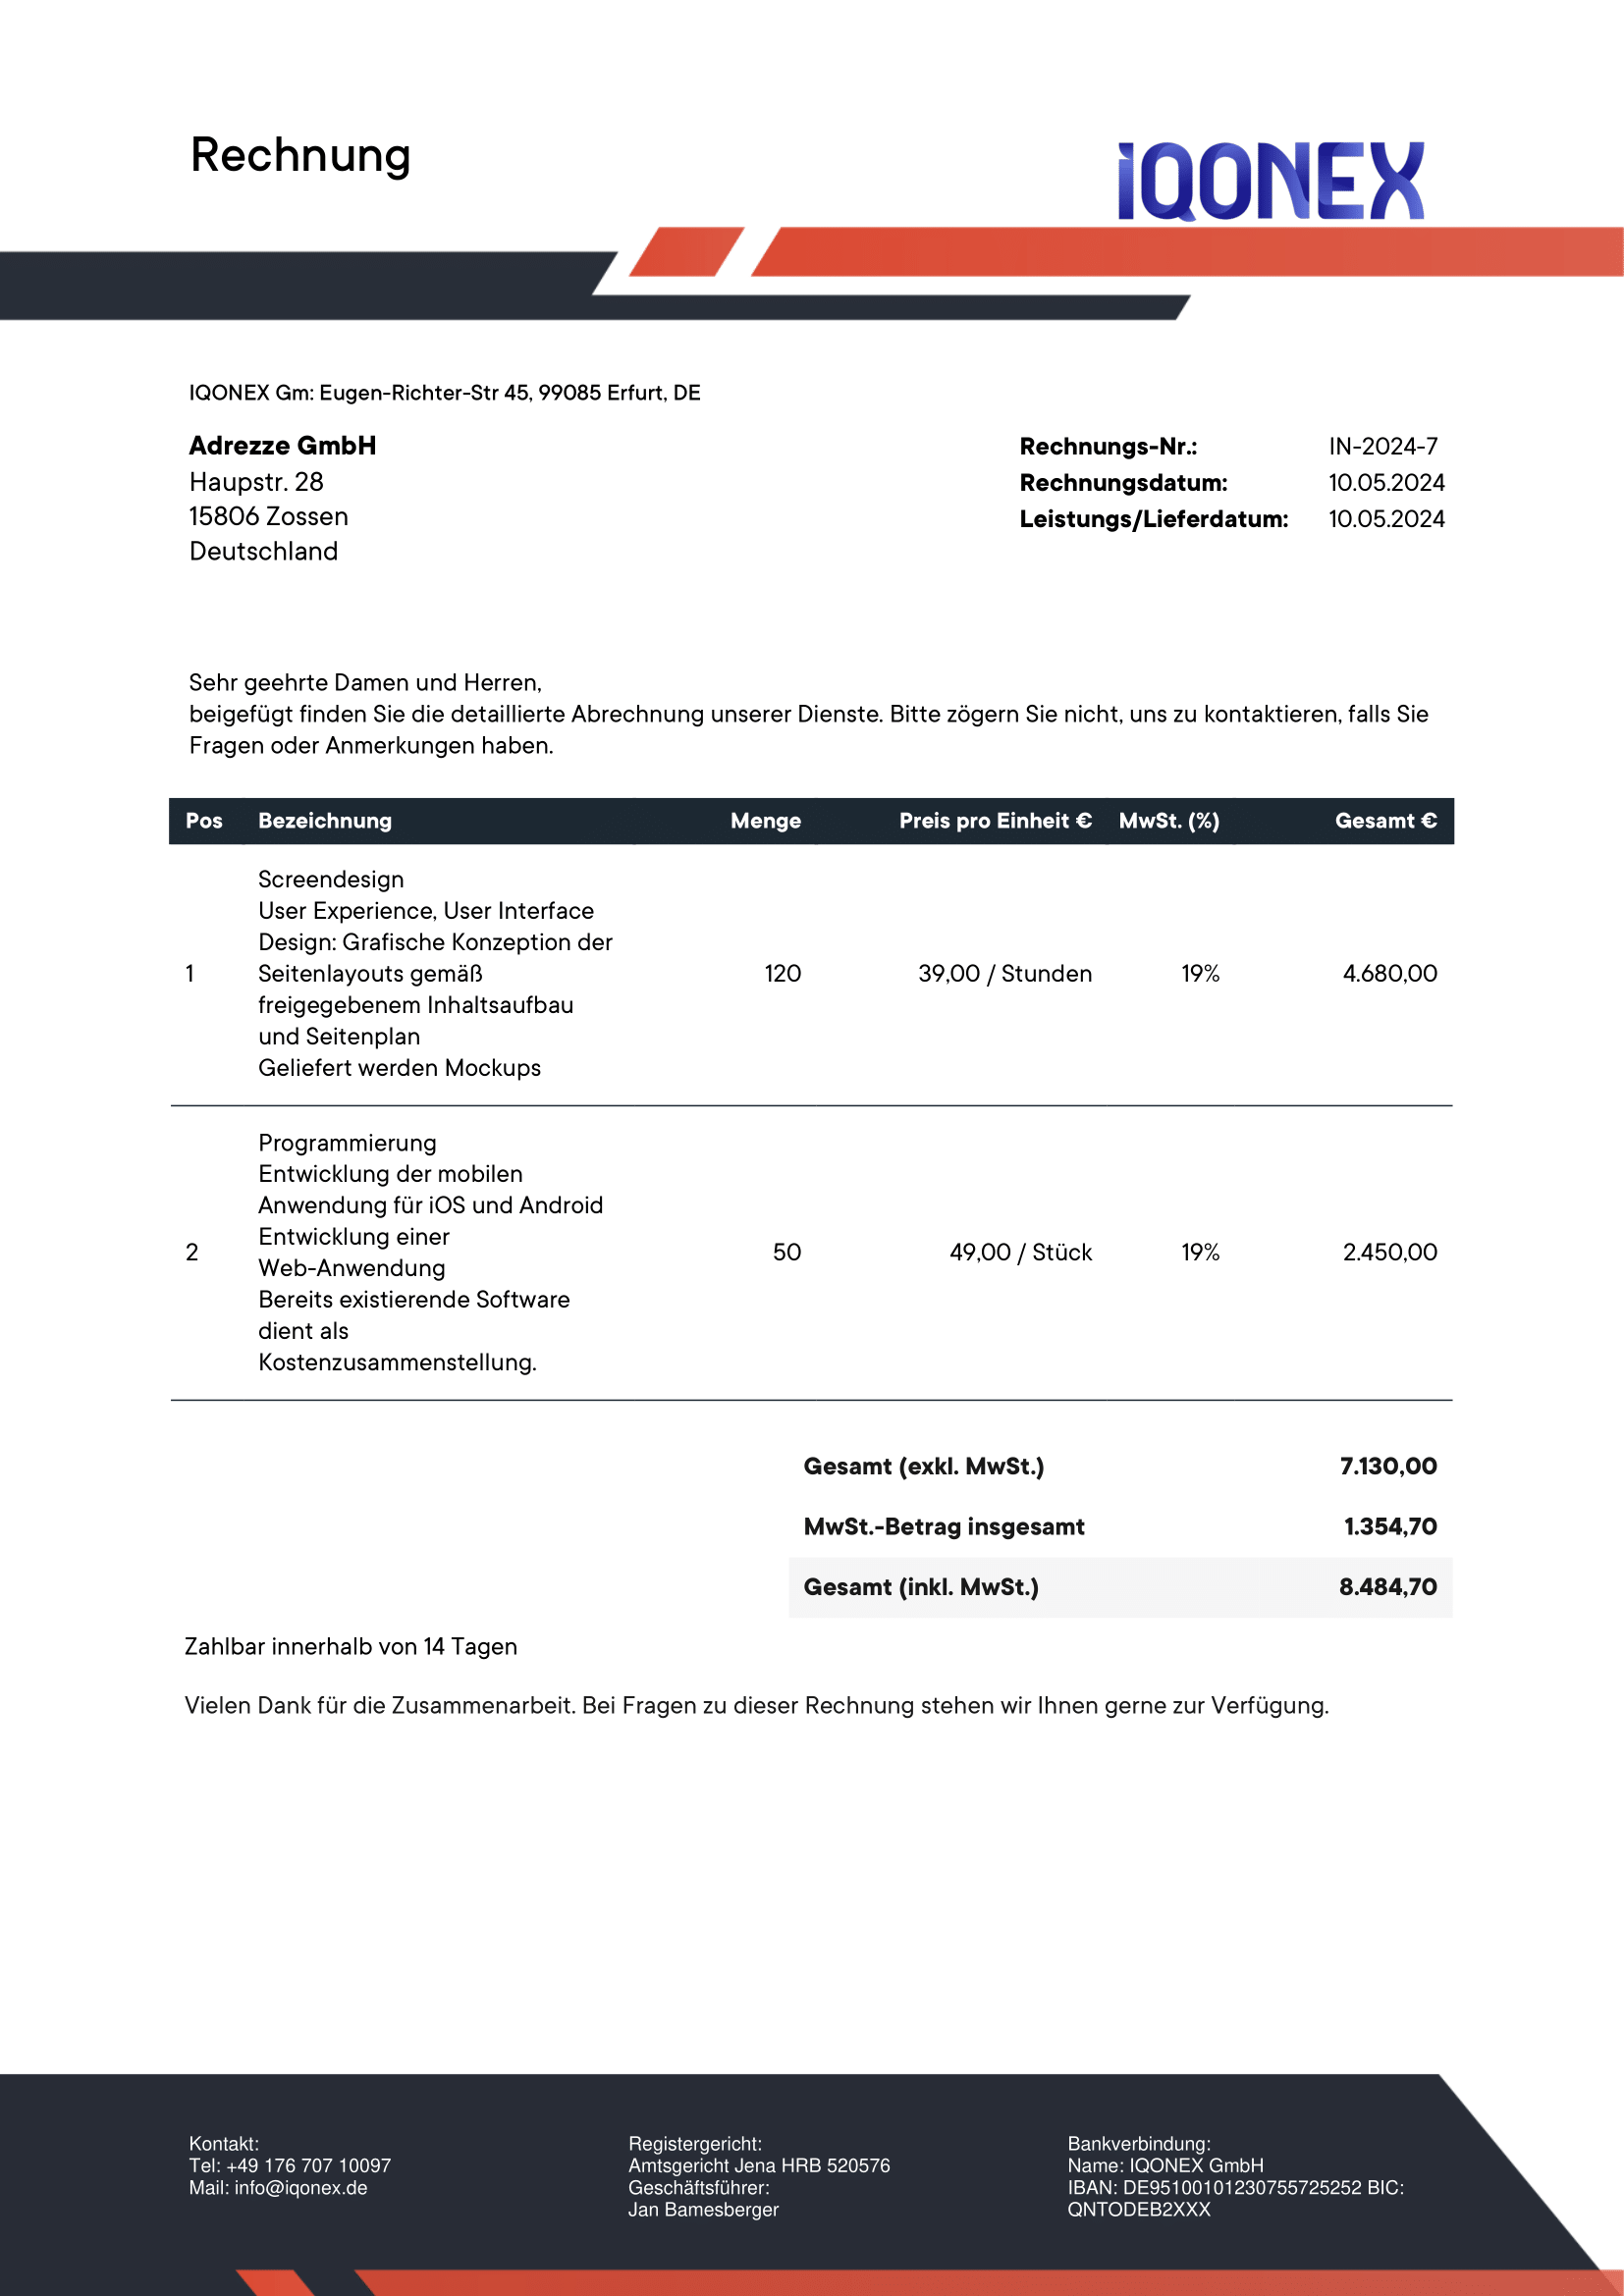 Rechnung
iQONEX
IQONEX Gm: Eugen-Richter-Str 45, 99085 Erfurt, DE
Adrezze GmbH
Haupstr. 28
15806 Zossen
Deutschland
Rechnungs-Nr.: IN-2024-7
Rechnungsdatum: 10.05.2024
Leistungs/Lieferdatum: 10.05.2024
Sehr geehrte Damen und Herren,
beigefügt finden Sie die detaillierte Abrechnung unserer Dienste. Bitte zögern Sie nicht, uns zu kontaktieren, falls Sie
Fragen oder Anmerkungen haben.
Pos Bezeichnung Menge Preis pro Einheit € MwSt. (%) Gesamt €
Screendesign
User Experience, User Interface
Design: Grafische Konzeption der
1 Seitenlayouts gemäß 120 39,00 / Stunden 19% 4.680,00
freigegebenem Inhaltsaufbau
und Seitenplan
Geliefert werden Mockups
Programmierung
Entwicklung der mobilen
Anwendung für iOS und Android
Entwicklung einer
2 50 49,00 / Stück 19% 2.450,00
Web-Anwendung
Bereits existierende Software
dient als
Kostenzusammenstellung.
Gesamt (exkl. MwSt.) 7.130,00
MwSt.-Betrag insgesamt 1.354,70
Gesamt (inkl. MwSt.) 8.484,70
Zahlbar innerhalb von 14 Tagen
Vielen Dank für die Zusammenarbeit. Bei Fragen zu dieser Rechnung stehen wir Ihnen gerne zur Verfügung.
Kontakt:
Tel: +49 176 707 10097
Mail: info@iqonex.de
Registergericht:
Amtsgericht Jena HRB 520576
Geschäftsführer:
Jan Bamesberger
Bankverbindung:
Name: IQONEX GmbH
IBAN: DE95100101230755725252 BIC:
QNTODEB2XXX